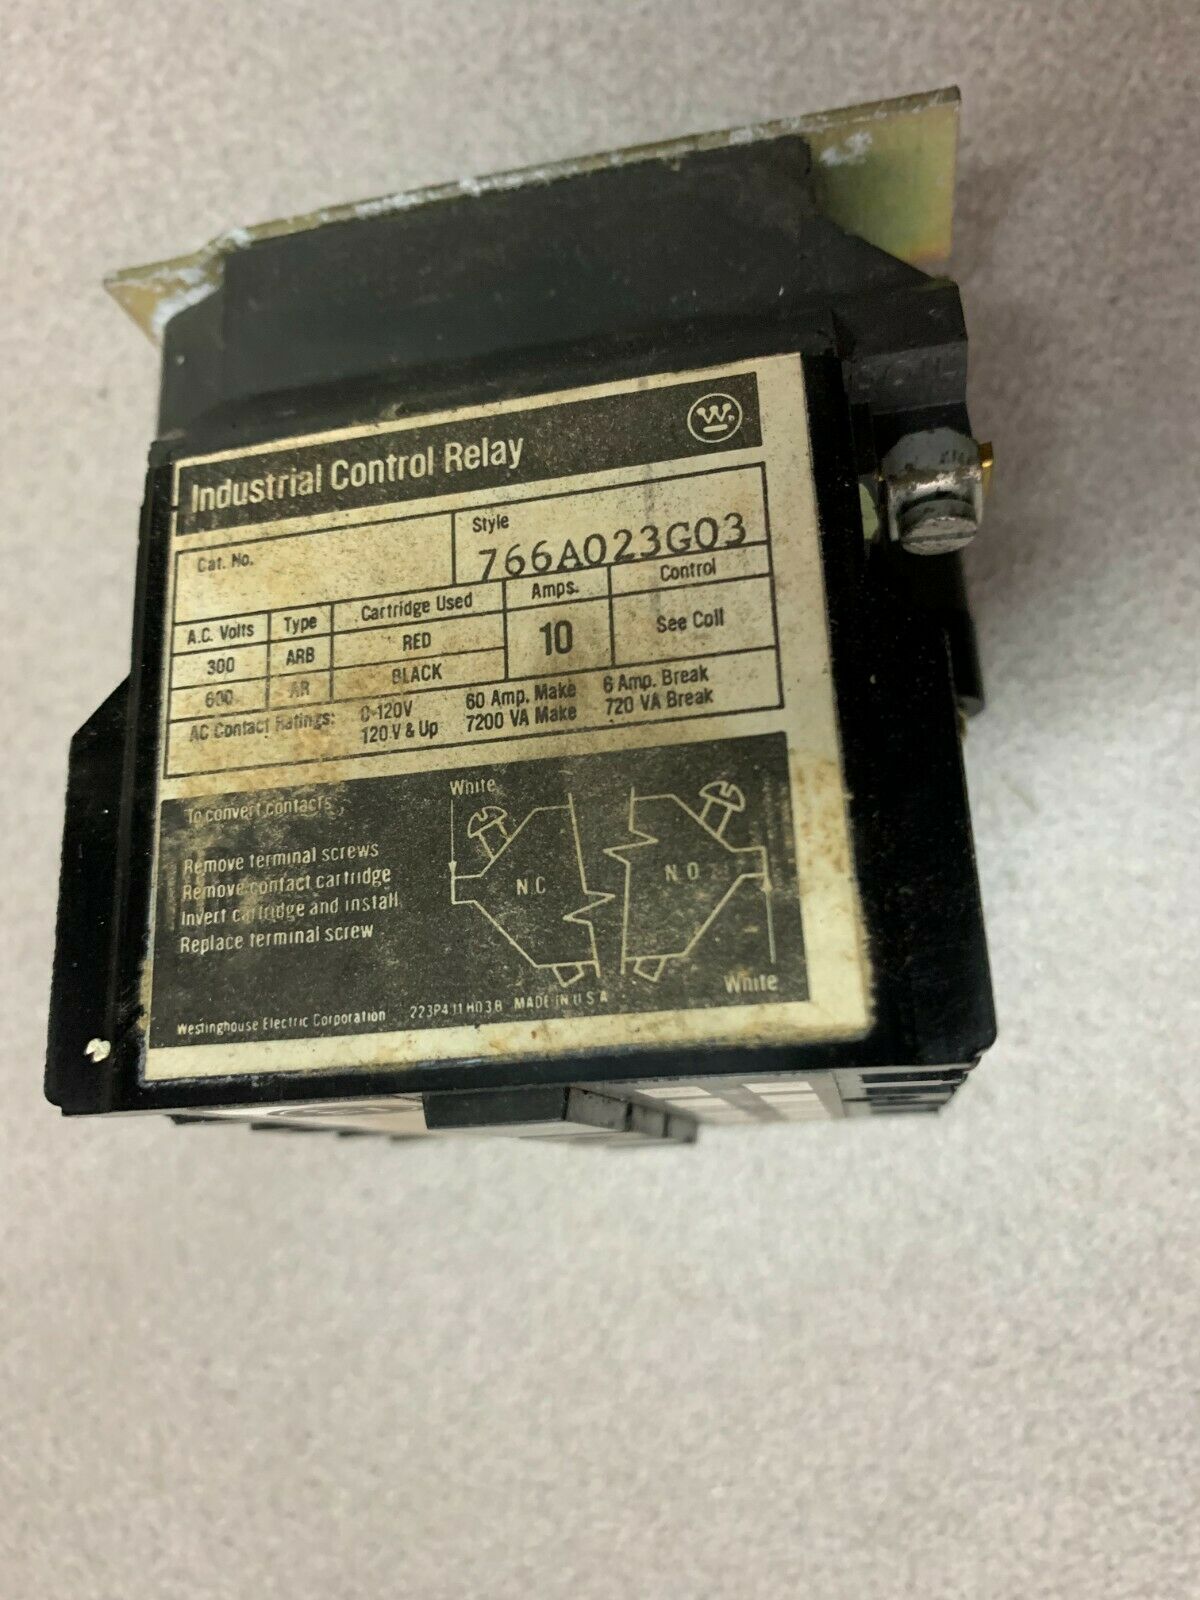 Industrial Control Relay W
Cat. No.
Style
766A023G03
A.C. Volts Type Cartridge Used Amps. Control
300 ARB RED 10 See Coil
600 AR BLACK
AC Contact Ratings: 0-120V 60 Amp. Make 6 Amp. Break
120V & Up 7200 VA Make 720 VA Break
To convert contacts
Remove terminal screws
Remove contact cartridge
Invert cartridge and install
Replace terminal screw
White
N.C
N O
White
Westinghouse Electric Corporation MADE IN U S A